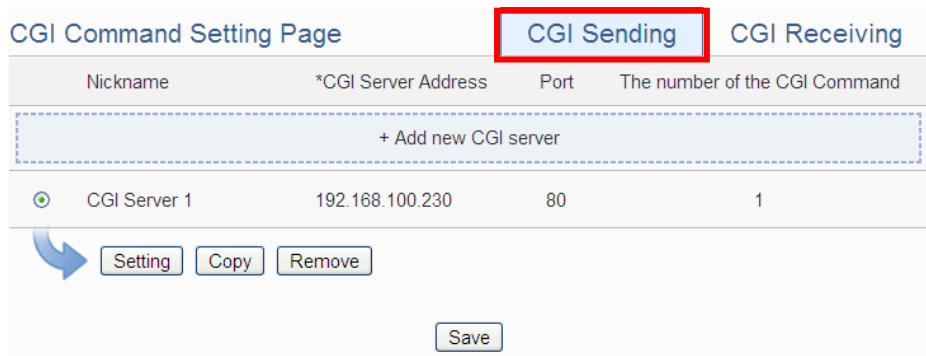 CGI Command Setting Page CGI Sending CGI Receiving
Nickname *CGI Server Address Port The number of the CGI Command
+ Add new CGI server
CGI Server 1 192.168.100.230 80 1
Setting Copy Remove
Save